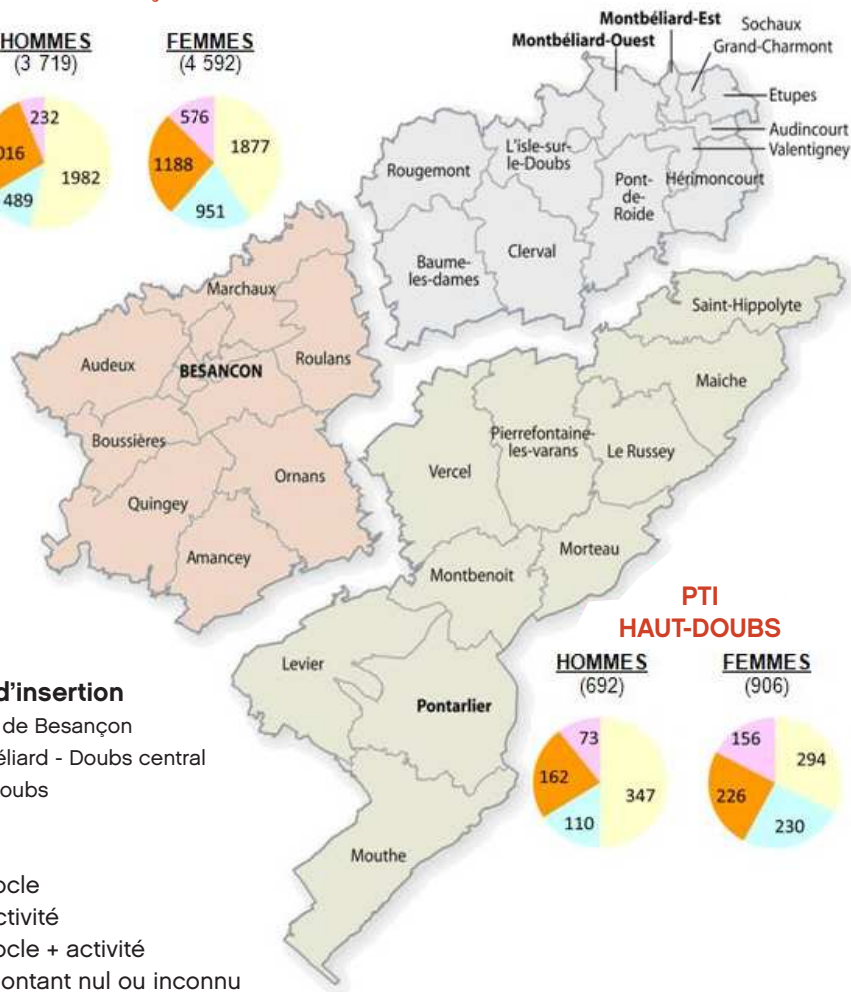 HOMMES
(3 719)
232
016
1982
489
FEMMES
(4 592)
576
1877
1188
951
Montbéliard-Est
Sochaux
Montbéliard-Ouest
Grand-Charmont
Etupes
Audincourt
Valentigney
Rougemont
L'isle-sur-
le-Doubs
Pont-
de-
Roide
Hérimoncourt
Baume-
les-dames
Clerval
Marchaux
Audeux
BESANCON
Roulans
Boussières
Ornans
Quingey
Amancey
Saint-Hippolyte
Maiche
Pierrefontaine-
les-varans
Le Russey
Vercel
Morteau
Montbenoit
Levier
Pontarlier
Mouthe
PTI
HAUT-DOUBS
HOMMES
(692)
73
162
347
110
FEMMES
(906)
156
294
226
230
d'insertion
de Besançon
éliard - Doubs central
oubs
ocle
ctivité
ocle + activité
ontant nul ou inconnu